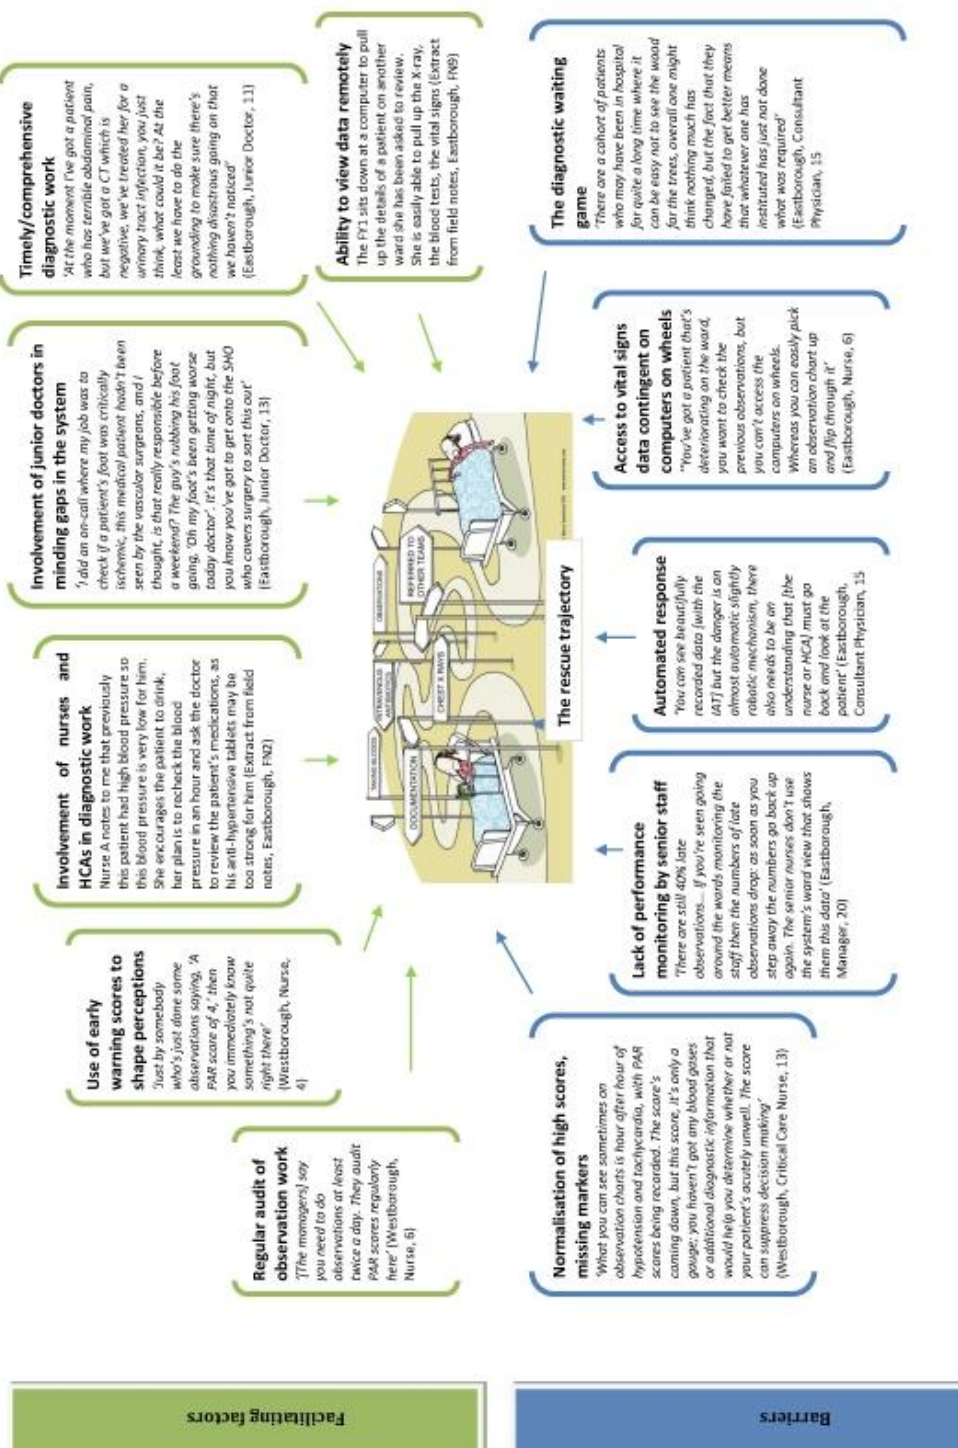 Facilitating factors
Regular audit of
observation work
'[The managers] say
you need to do
observations at least
twice a day. They audit
PAR scores regularly
here' (Westborough,
Nurse, 6)
Use of early
warning scores to
shape perceptions
'Just by somebody
who's just done some
observations saying, 'A
PAR score of 4,' then
you immediately know
something's not quite
right there'
(Westborough, Nurse,
4)
Involvement of nurses and
HCAs in diagnostic work
Nurse A notes to me that previously
this patient had high blood pressure so
this blood pressure is very low for him.
She encourages the patient to drink,
her plan is to recheck the blood
pressure in an hour and ask the doctor
to review the patient's medications, as
his anti-hypertensive tablets may be
too strong for him (Extract from field
notes, Eastborough, FN2)
Involvement of junior doctors in
minding gaps in the system
'I did an on-call where my job was to
check if a patient's foot was critically
ischemic, this medical patient hadn't been
seen by the vascular surgeons, and I
thought, is that really responsible before
a weekend? The guy's rubbing his foot
going, 'Oh my foot's been getting worse
today doctor'. It's that time of night, but
you know you've got to get onto the SHO
who covers surgery to sort this out'
(Eastborough, Junior Doctor, 13)
Timely/comprehensive
diagnostic work
'At the moment I've got a patient
who has terrible abdominal pain,
but we've got a CT which is
negative, we've treated her for a
urinary tract infection, you just
think, what could it be? At the
least we have to do the
grounding to make sure there's
nothing disastrous going on that
we haven't noticed'
(Eastborough, Junior Doctor, 11)
Ability to view data remotely
The FY1 sits down at a computer to pull
up the details of a patient on another
ward she has been asked to review.
She is easily able to pull up the X-ray,
the blood tests, the vital signs (Extract
from field notes, Eastborough, FN9)
TAKING BLOODS
DOCUMENTATION
INTRAVENOUS
ANTIBIOTICS
CHEST X RAYS
OBSERVATIONS
REFERRED TO
OTHER TEAMS
The rescue trajectory
Barriers
Normalisation of high scores,
missing markers
'What you can see sometimes on
observation charts is hour after hour of
hypotension and tachycardia, with PAR
scores being recorded. The score's
coming down, but this score, it's only a
gauge; you haven't got any blood gases
or additional diagnostic information that
would help you determine whether or not
your patient's acutely unwell. The score
can suppress decision making'
(Westborough, Critical Care Nurse, 13)
Lack of performance
monitoring by senior staff
'There are still 40% late
observations... If you're seen going
around the wards monitoring the
staff then the numbers of late
observations drop: as soon as you
step away the numbers go back up
again. The senior nurses don't use
the system's ward view that shows
them this data' (Eastborough,
Manager, 20)
Automated response
'You can see beautifully
recorded data [with the
IAT] but the danger is an
almost automatic slightly
robotic mechanism, there
also needs to be an
understanding that [the
nurse or HCA] must go
back and look at the
patient' (Eastborough,
Consultant Physician, 15
Access to vital signs
data contingent on
computers on wheels
'"You've got a patient that's
deteriorating on the ward,
you want to check the
previous observations, but
you can't access the
computers on wheels.
Whereas you can easily pick
an observation chart up
and flip through it'
(Eastborough, Nurse, 6)
The diagnostic waiting
game
'There are a cohort of patients
who may have been in hospital
for quite a long time where it
can be easy not to see the wood
for the trees, overall one might
think nothing much has
changed, but the fact that they
have failed to get better means
that whatever one has
instituted has just not done
what was required'
(Eastborough, Consultant
Physician, 15